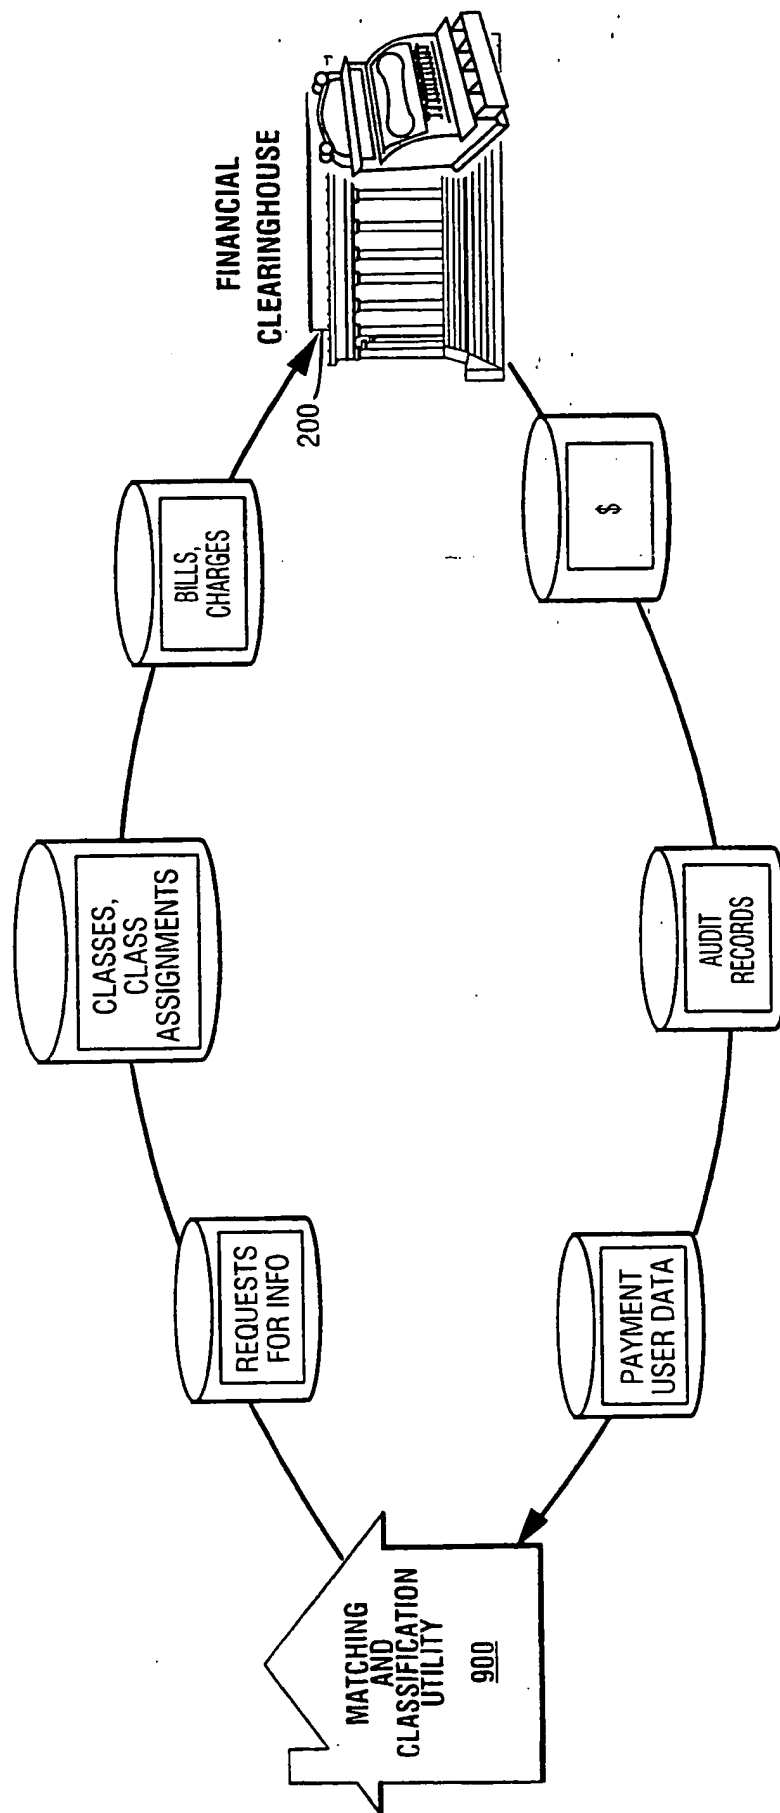 FINANCIAL
CLEARINGHOUSE
200
BILLS,
CHARGES
CLASSES,
CLASS
ASSIGNMENTS
REQUESTS
FOR INFO
MATCHING
AND
CLASSIFICATION
UTILITY
900
PAYMENT
USER DATA
AUDIT
RECORDS
$